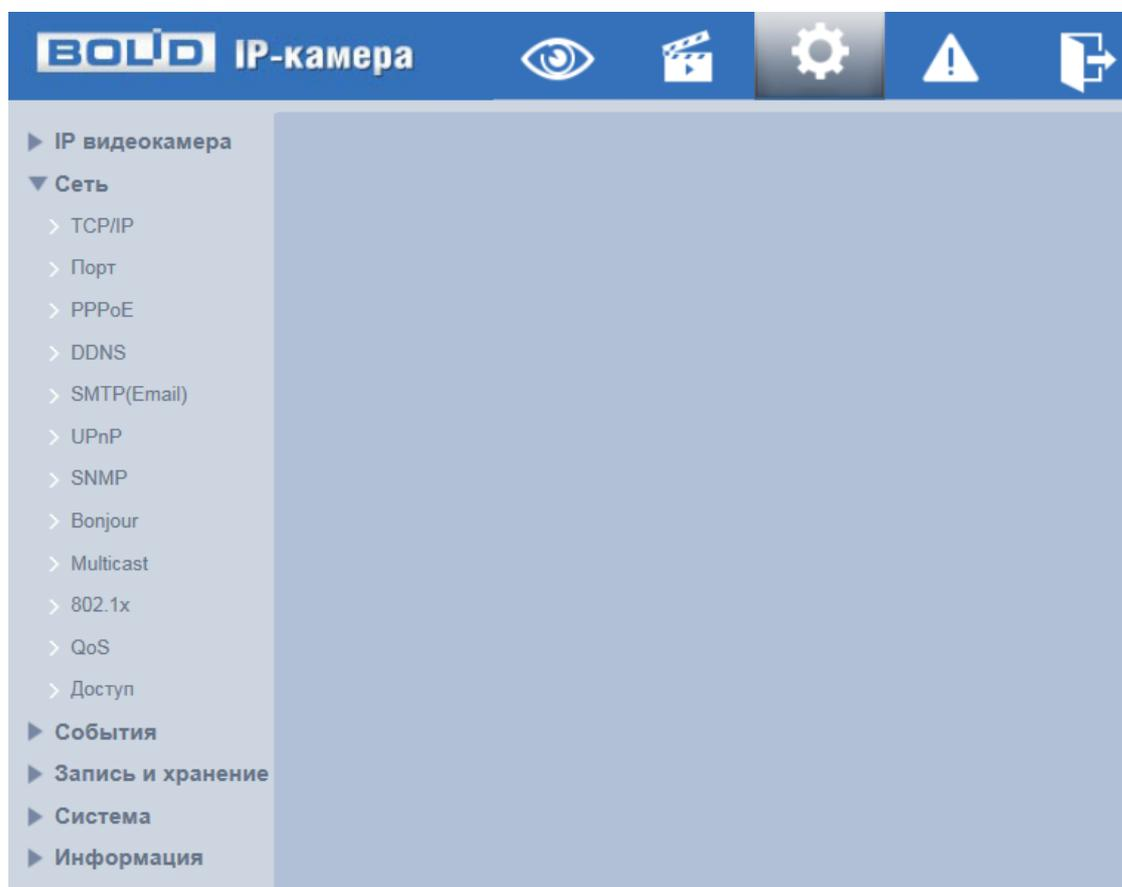 BOLID IP-камера
IP видеокамера
Сеть
TCP/IP
Порт
PPPoE
DDNS
SMTP(Email)
UPnP
SNMP
Bonjour
Multicast
802.1x
QoS
Доступ
События
Запись и хранение
Система
Информация